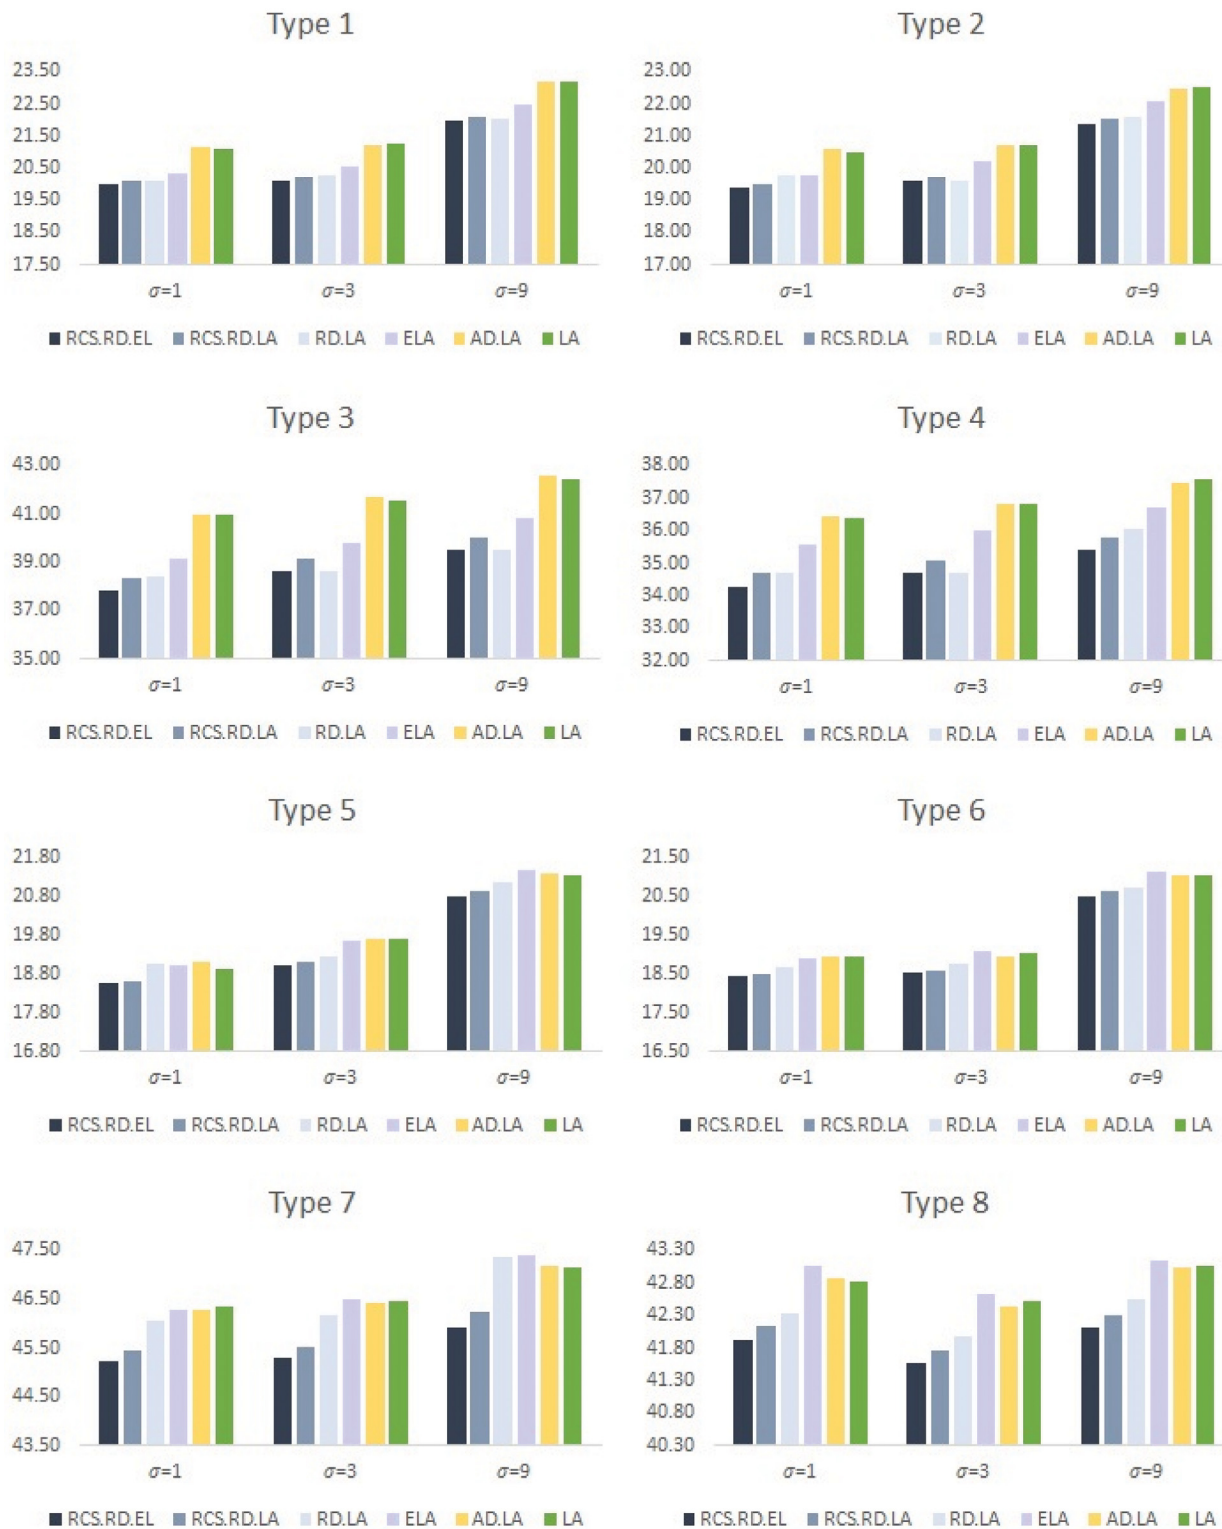 Type 1
23.50
22.50
21.50
20.50
19.50
18.50
17.50
σ=1 σ=3 σ=9
RCS.RD.EL RCS.RD.LA RD.LA ELA AD.LA LA
Type 2
23.00
22.00
21.00
20.00
19.00
18.00
17.00
σ=1 σ=3 σ=9
RCS.RD.EL RCS.RD.LA RD.LA ELA AD.LA LA
Type 3
43.00
41.00
39.00
37.00
35.00
σ=1 σ=3 σ=9
RCS.RD.EL RCS.RD.LA RD.LA ELA AD.LA LA
Type 4
38.00
37.00
36.00
35.00
34.00
33.00
32.00
σ=1 σ=3 σ=9
RCS.RD.EL RCS.RD.LA RD.LA ELA AD.LA LA
Type 5
21.80
20.80
19.80
18.80
17.80
16.80
σ=1 σ=3 σ=9
RCS.RD.EL RCS.RD.LA RD.LA ELA AD.LA LA
Type 6
21.50
20.50
19.50
18.50
17.50
16.50
σ=1 σ=3 σ=9
RCS.RD.EL RCS.RD.LA RD.LA ELA AD.LA LA
Type 7
47.50
46.50
45.50
44.50
43.50
σ=1 σ=3 σ=9
RCS.RD.EL RCS.RD.LA RD.LA ELA AD.LA LA
Type 8
43.30
42.80
42.30
41.80
41.30
40.80
40.30
σ=1 σ=3 σ=9
RCS.RD.EL RCS.RD.LA RD.LA ELA AD.LA LA